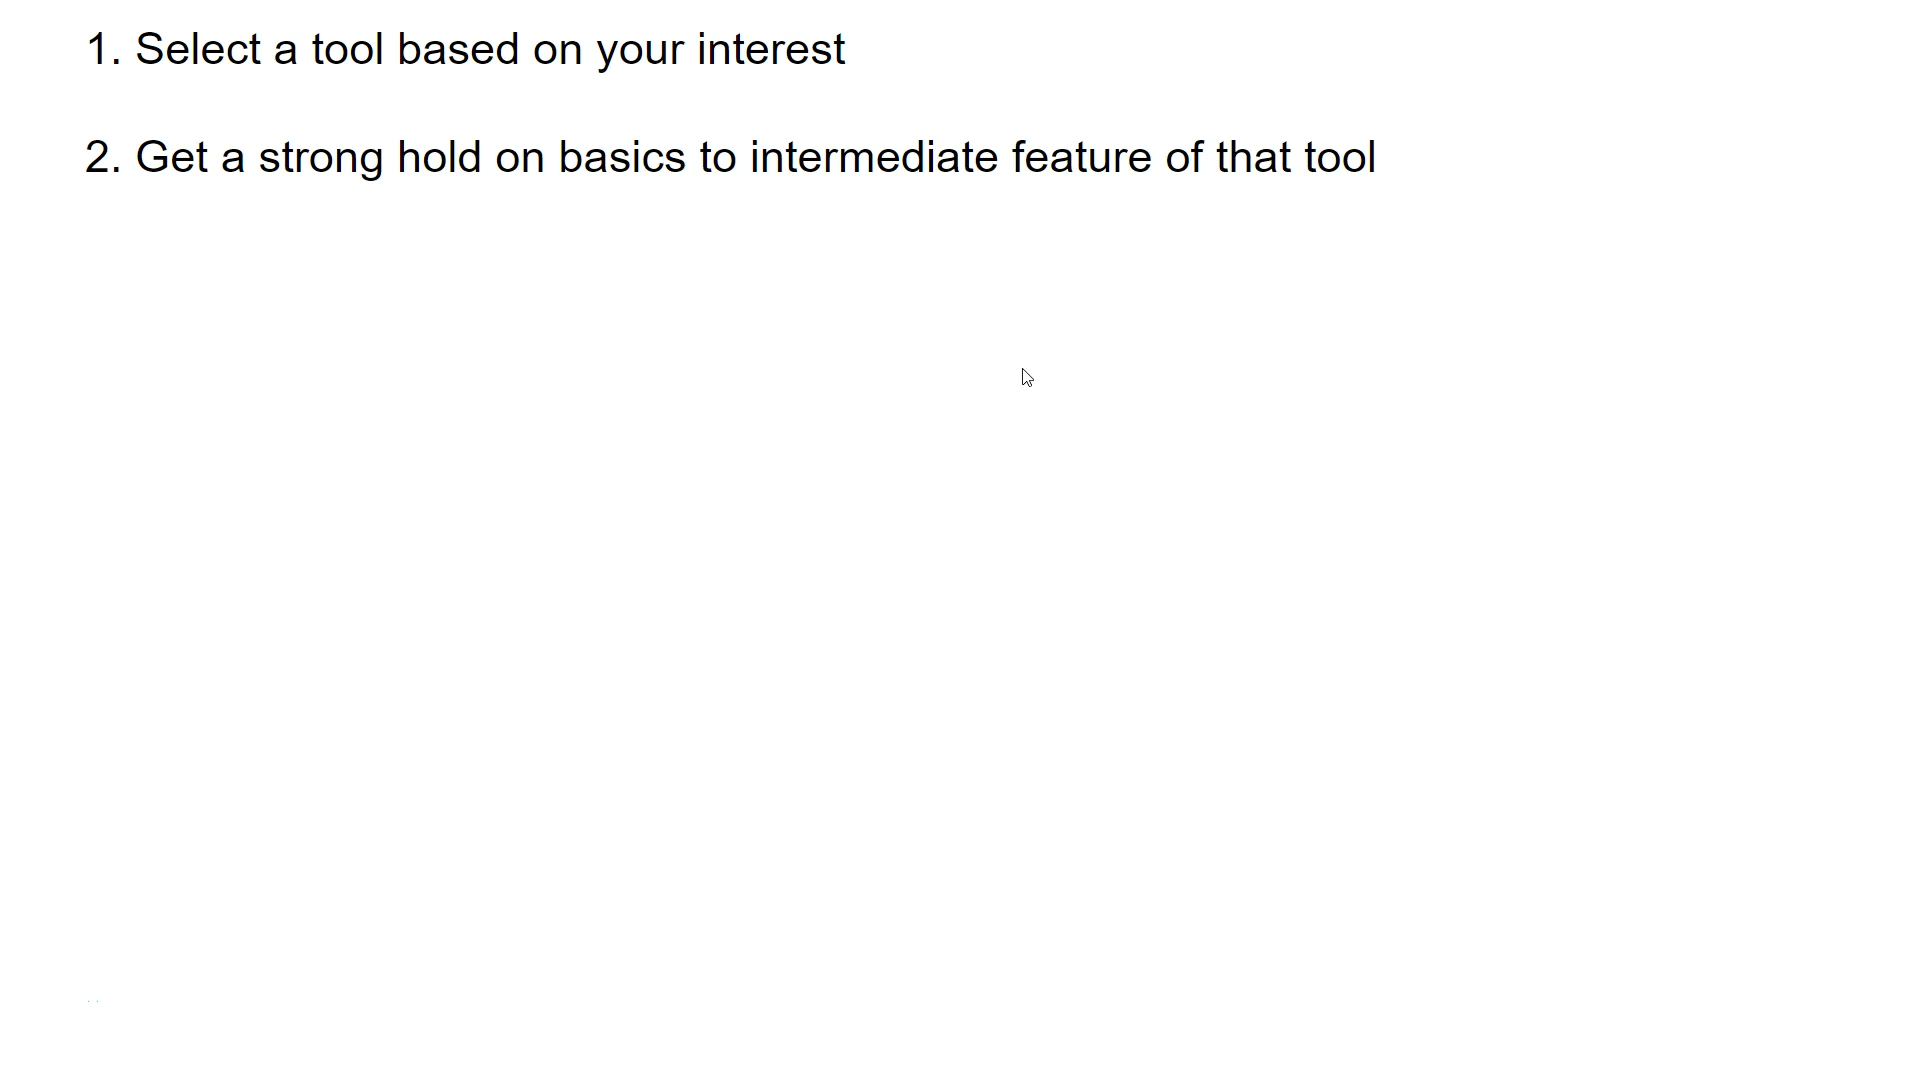 1. Select a tool based on your interest
2. Get a strong hold on basics to intermediate feature of that tool